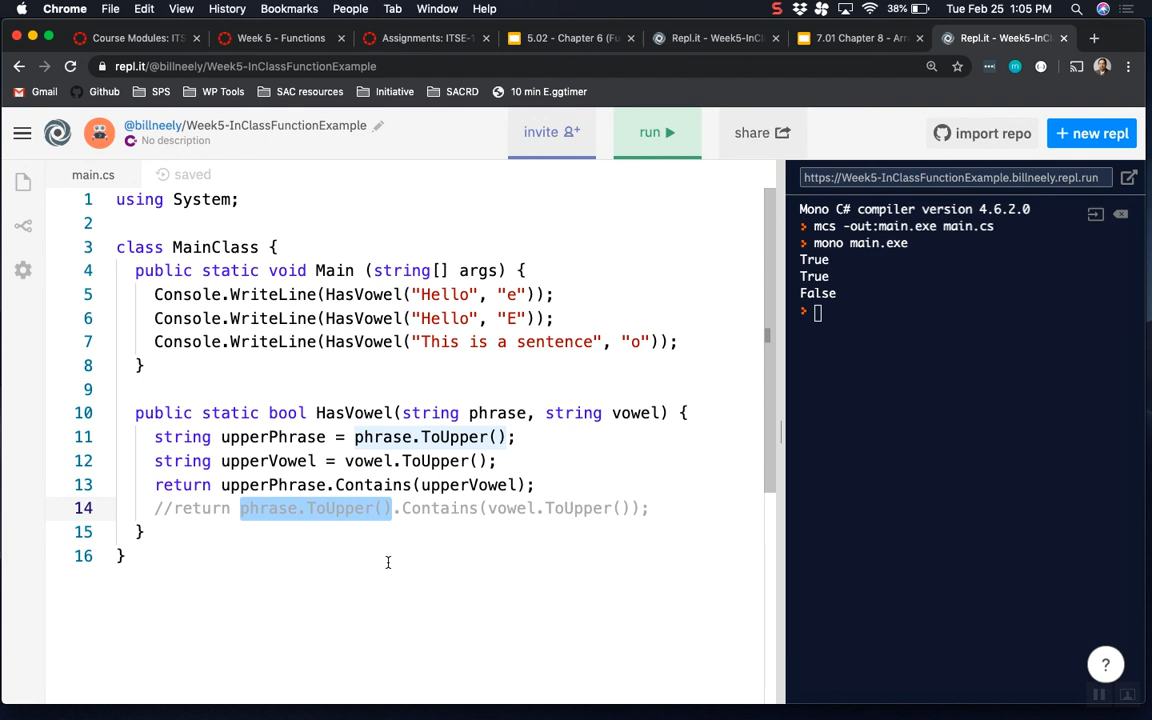 Chrome File Edit View History Bookmarks People Tab Window Help 38% Tue Feb 25 1:05 PM
Course Modules: ITS Week 5 - Functions Assignments: ITSE-1 5.02 - Chapter 6 (Fu Repl.it - Week5-InCl 7.01 Chapter 8 - Arr Repl.it - Week5-InCl
repl.it/@billneely/Week5-InClassFunctionExample
Gmail Github SPS WP Tools SAC resources Initiative SACRD 10 min E.ggtimer
@billneely/Week5-InClassFunctionExample
No description
invite run share import repo + new repl
main.cs saved
1 using System;
2
3 class MainClass {
4 public static void Main (string[] args) {
5 Console.WriteLine(HasVowel("Hello", "e"));
6 Console.WriteLine(HasVowel("Hello", "E"));
7 Console.WriteLine(HasVowel("This is a sentence", "o"));
8 }
9
10 public static bool HasVowel(string phrase, string vowel) {
11 string upperPhrase = phrase.ToUpper();
12 string upperVowel = vowel.ToUpper();
13 return upperPhrase.Contains(upperVowel);
14 //return phrase.ToUpper().Contains(vowel.ToUpper());
15 }
16 }
https://Week5-InClassFunctionExample.billneely.repl.run
Mono C# compiler version 4.6.2.0
mcs -out:main.exe main.cs
mono main.exe
True
True
False
?